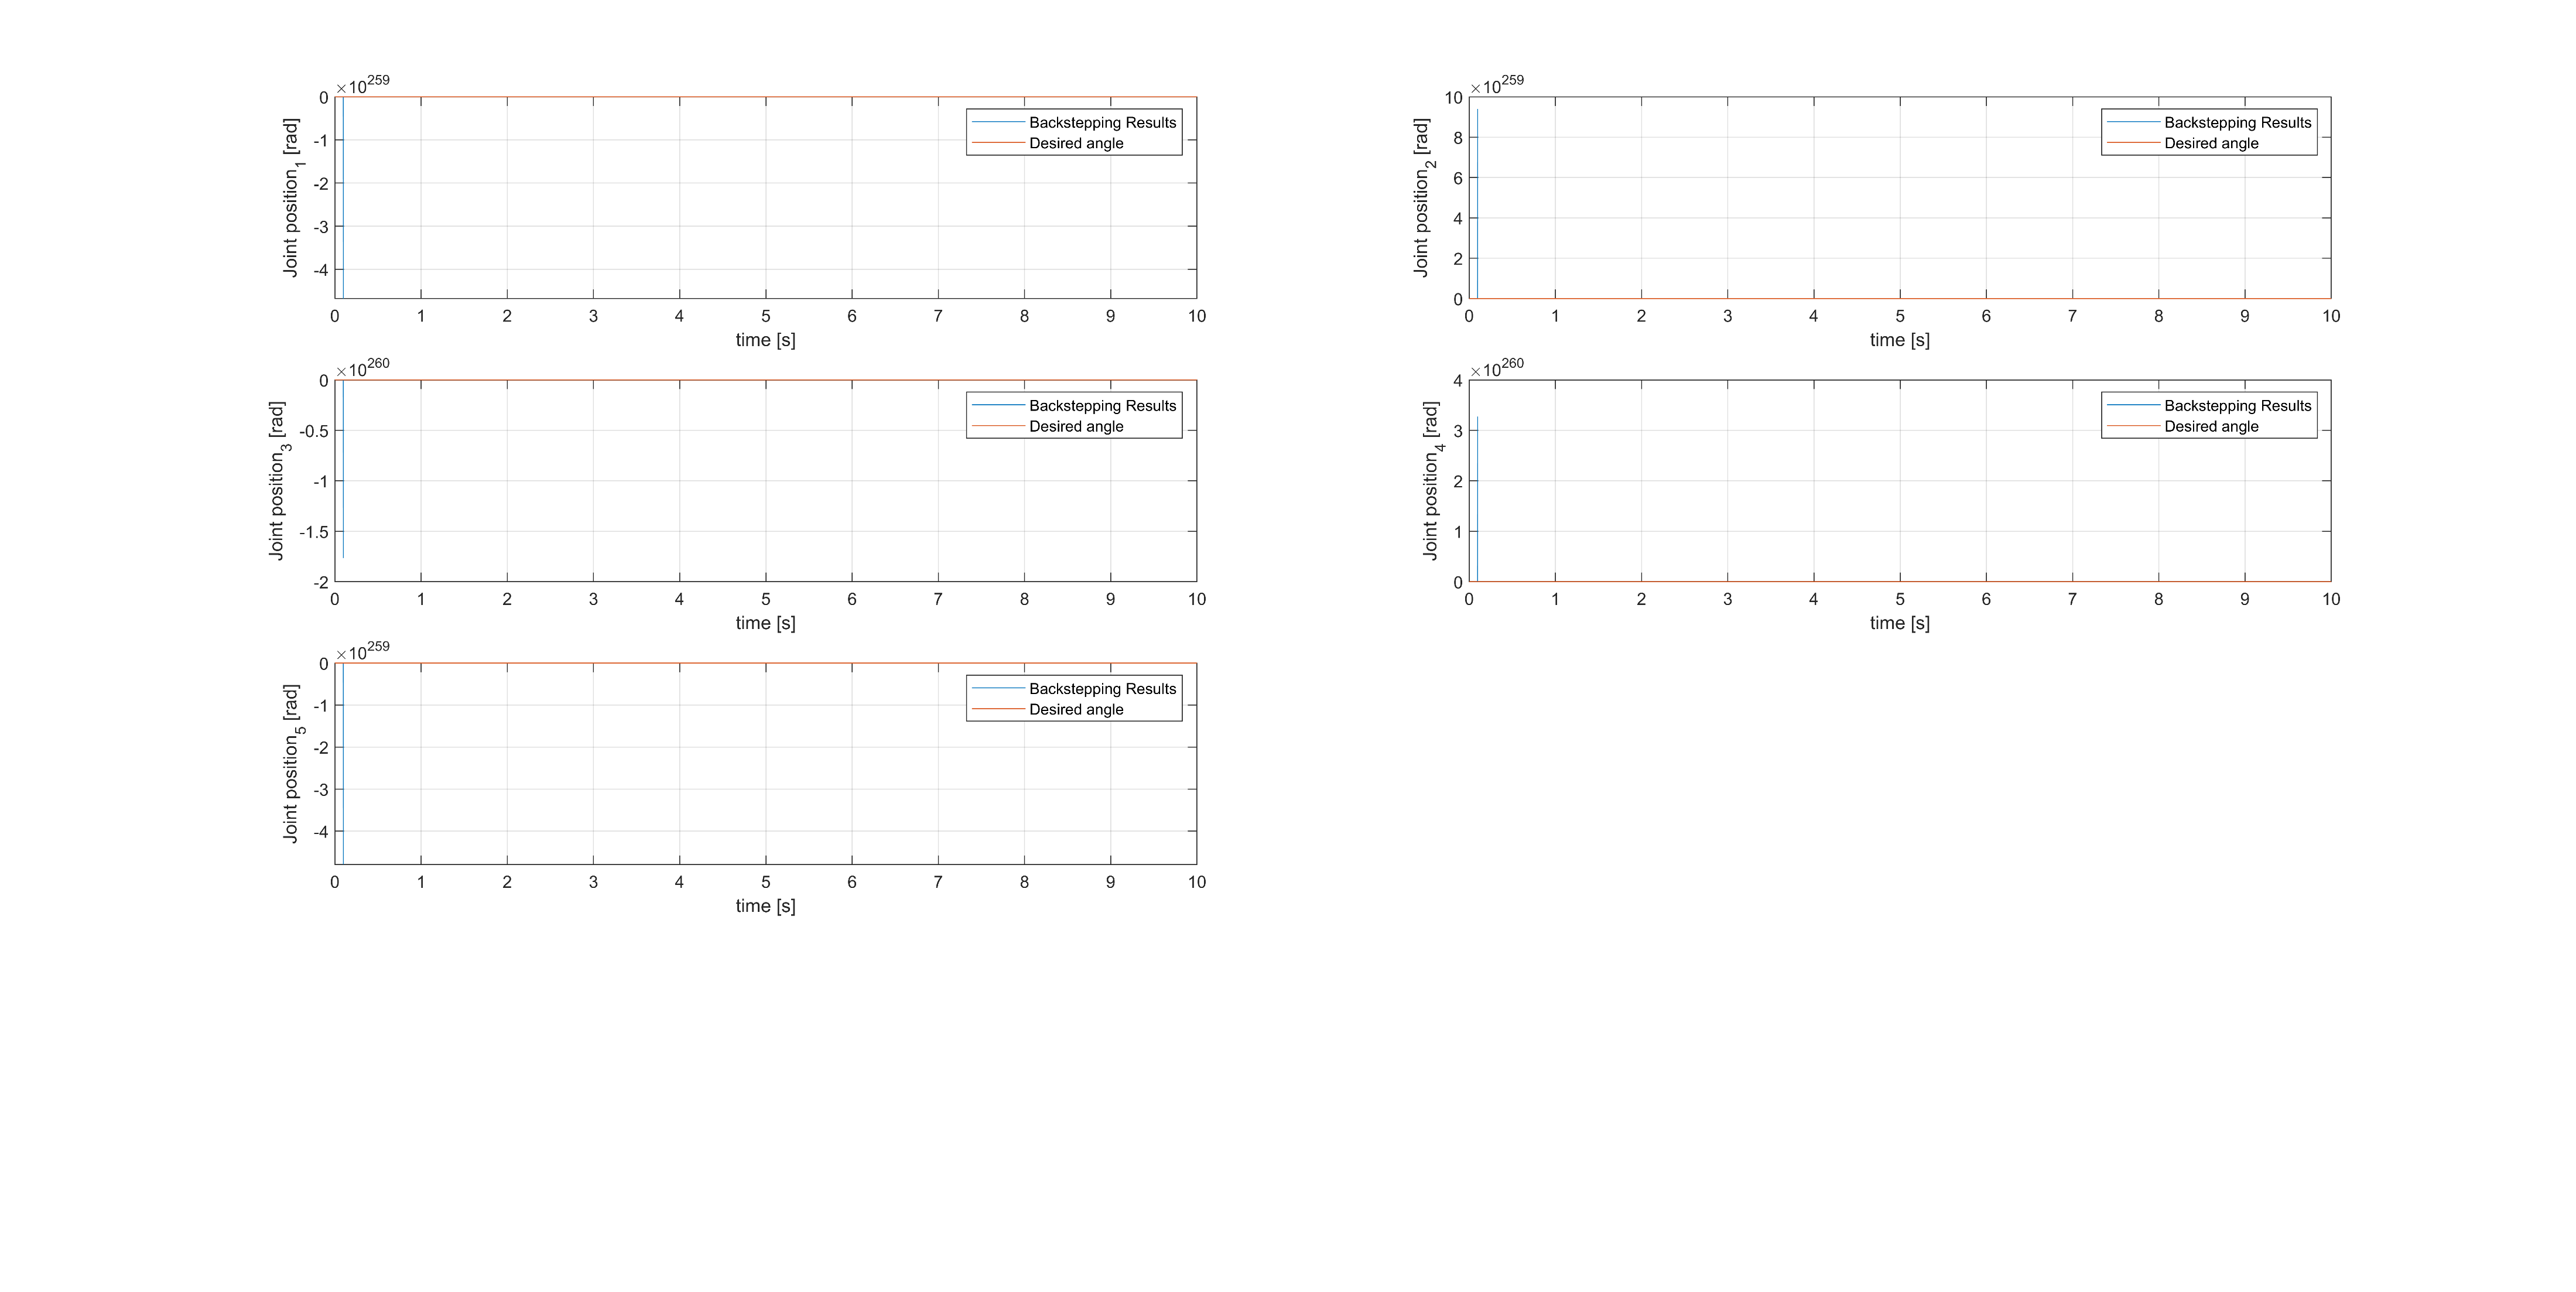 ×10^259
0
-1
-2
-3
-4
Joint position_1 [rad]
Backstepping Results
Desired angle
0 1 2 3 4 5 6 7 8 9 10
time [s]
×10^259
10
8
6
4
2
0
Joint position_2 [rad]
Backstepping Results
Desired angle
0 1 2 3 4 5 6 7 8 9 10
time [s]
×10^260
0
-0.5
-1
-1.5
-2
Joint position_3 [rad]
Backstepping Results
Desired angle
0 1 2 3 4 5 6 7 8 9 10
time [s]
×10^260
4
3
2
1
0
Joint position_4 [rad]
Backstepping Results
Desired angle
0 1 2 3 4 5 6 7 8 9 10
time [s]
×10^259
0
-1
-2
-3
-4
Joint position_5 [rad]
Backstepping Results
Desired angle
0 1 2 3 4 5 6 7 8 9 10
time [s]